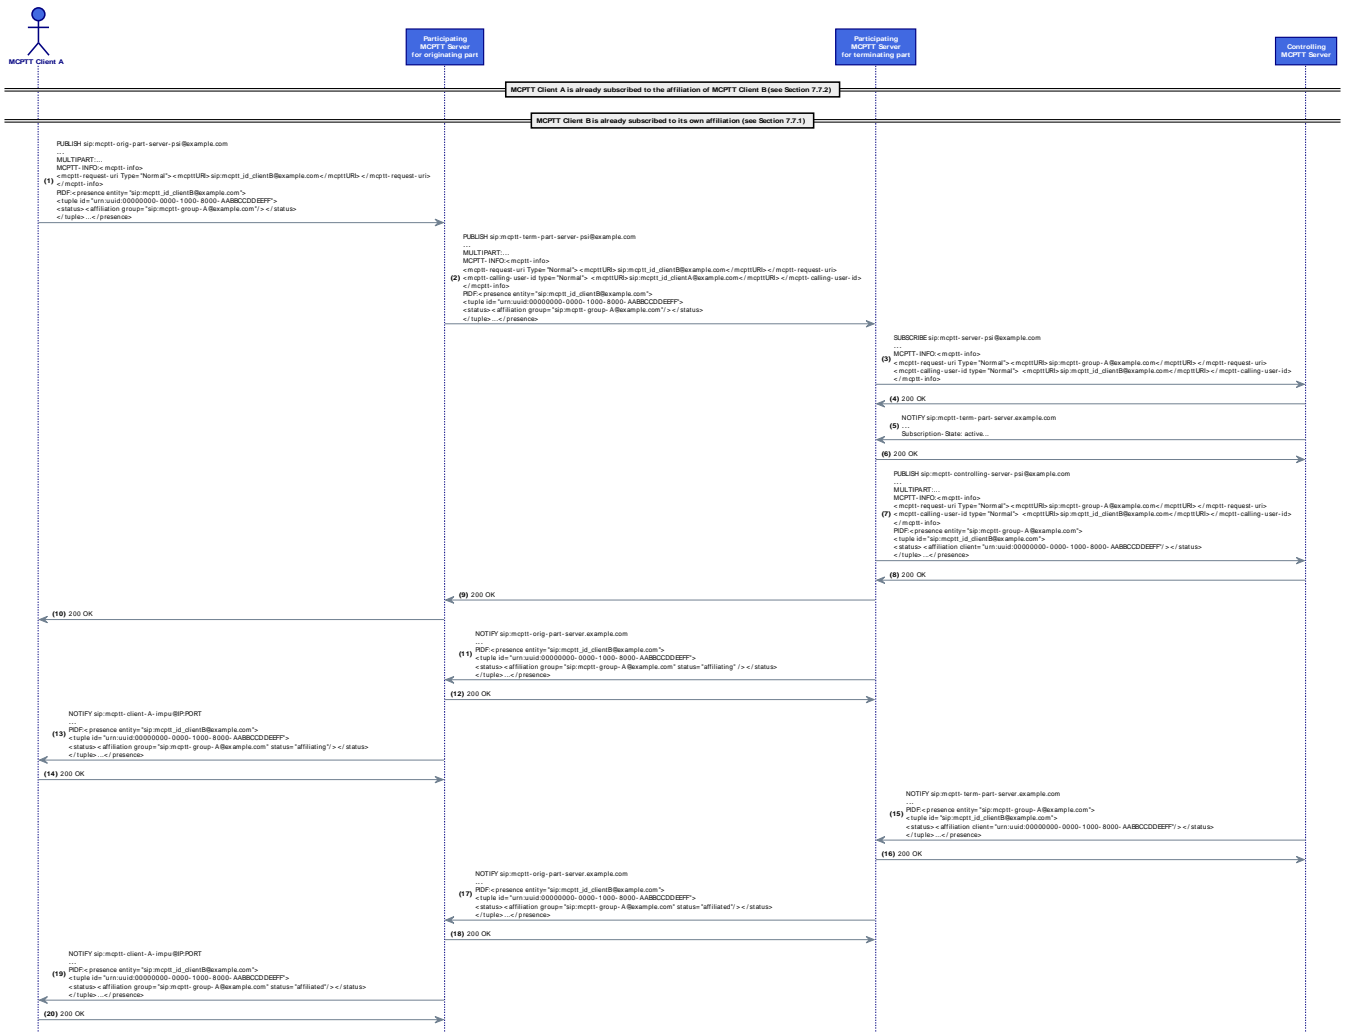 MCPTT Client A
Participating
MCPTT Server
for originating part
Participating
MCPTT Server
for terminating part
Controlling
MCPTT Server
MCPTT Client A is already subscribed to the affiliation of MCPTT Client B (see Section 7.7.2)
MCPTT Client B is already subscribed to its own affiliation (see Section 7.7.1)
PUBLISH sip:mcptt-orig-part-server-psi@example.com
...
MULTIPART:...
MCPTT-INFO:<mcptt-info>
(1) <mcptt-request-uri Type="Normal"><mcpttURI>sip:mcptt_id_clientB@example.com</mcpttURI></mcptt-request-uri>
</mcptt-info>
PIDF:<presence entity="sip:mcptt_id_clientB@example.com">
<tuple id="urn:uuid:00000000-0000-1000-8000-AABBCCDDEEFF">
<status><affiliation group="sip:mcptt-group-A@example.com"/></status>
</tuple>...</presence>
PUBLISH sip:mcptt-term-part-server-psi@example.com
...
MULTIPART:...
MCPTT-INFO:<mcptt-info>
<mcptt-request-uri Type="Normal"><mcpttURI>sip:mcptt_id_clientB@example.com</mcpttURI></mcptt-request-uri>
(2) <mcptt-calling-user-id type="Normal"> <mcpttURI>sip:mcptt_id_clientA@example.com</mcpttURI></mcptt-calling-user-id>
</mcptt-info>
PIDF:<presence entity="sip:mcptt_id_clientB@example.com">
<tuple id="urn:uuid:00000000-0000-1000-8000-AABBCCDDEEFF">
<status><affiliation group="sip:mcptt-group-A@example.com"/></status>
</tuple>...</presence>
SUBSCRIBE sip:mcptt-server-psi@example.com
...
(3) MCPTT-INFO:<mcptt-info>
<mcptt-request-uri Type="Normal"><mcpttURI>sip:mcptt-group-A@example.com</mcpttURI></mcptt-request-uri>
<mcptt-calling-user-id type="Normal"> <mcpttURI>sip:mcptt_id_clientB@example.com</mcpttURI></mcptt-calling-user-id>
</mcptt-info>
(4) 200 OK
NOTIFY sip:mcptt-term-part-server.example.com
(5) ...
Subscription-State: active...
(6) 200 OK
PUBLISH sip:mcptt-controlling-server-psi@example.com
...
MULTIPART:...
MCPTT-INFO:<mcptt-info>
<mcptt-request-uri Type="Normal"><mcpttURI>sip:mcptt-group-A@example.com</mcpttURI></mcptt-request-uri>
(7) <mcptt-calling-user-id type="Normal"> <mcpttURI>sip:mcptt_id_clientB@example.com</mcpttURI></mcptt-calling-user-id>
</mcptt-info>
PIDF:<presence entity="sip:mcptt-group-A@example.com">
<tuple id="sip:mcptt_id_clientB@example.com">
<status><affiliation client="urn:uuid:00000000-0000-1000-8000-AABBCCDDEEFF"/></status>
</tuple>...</presence>
(8) 200 OK
(9) 200 OK
(10) 200 OK
NOTIFY sip:mcptt-orig-part-server.example.com
...
(11) PIDF:<presence entity="sip:mcptt_id_clientB@example.com">
<tuple id="urn:uuid:00000000-0000-1000-8000-AABBCCDDEEFF">
<status><affiliation group="sip:mcptt-group-A@example.com" status="affiliating" /></status>
</tuple>...</presence>
(12) 200 OK
NOTIFY sip:mcptt-client-A-impu@IP:PORT
...
(13) PIDF:<presence entity="sip:mcptt_id_clientB@example.com">
<tuple id="urn:uuid:00000000-0000-1000-8000-AABBCCDDEEFF">
<status><affiliation group="sip:mcptt-group-A@example.com" status="affiliating"/></status>
</tuple>...</presence>
(14) 200 OK
NOTIFY sip:mcptt-term-part-server.example.com
...
(15) PIDF:<presence entity="sip:mcptt-group-A@example.com">
<tuple id="sip:mcptt_id_clientB@example.com">
<status><affiliation client="urn:uuid:00000000-0000-1000-8000-AABBCCDDEEFF"/></status>
</tuple>...</presence>
(16) 200 OK
NOTIFY sip:mcptt-orig-part-server.example.com
...
(17) PIDF:<presence entity="sip:mcptt_id_clientB@example.com">
<tuple id="urn:uuid:00000000-0000-1000-8000-AABBCCDDEEFF">
<status><affiliation group="sip:mcptt-group-A@example.com" status="affiliated"/></status>
</tuple>...</presence>
(18) 200 OK
NOTIFY sip:mcptt-client-A-impu@IP:PORT
...
(19) PIDF:<presence entity="sip:mcptt_id_clientB@example.com">
<tuple id="urn:uuid:00000000-0000-1000-8000-AABBCCDDEEFF">
<status><affiliation group="sip:mcptt-group-A@example.com" status="affiliated"/></status>
</tuple>...</presence>
(20) 200 OK